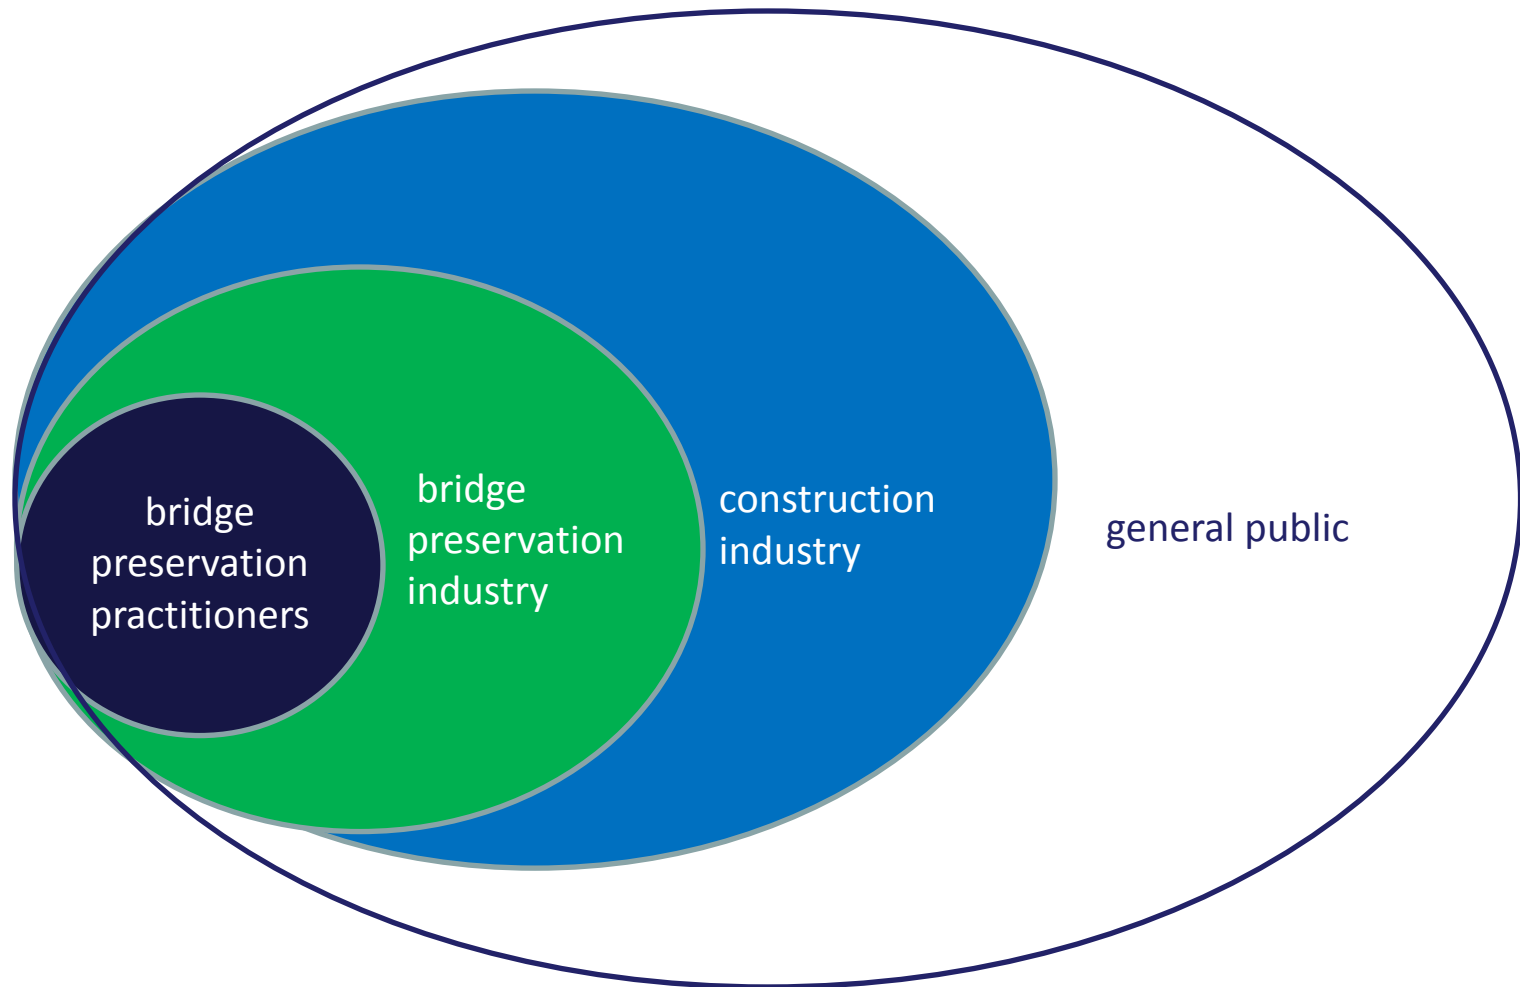 bridge
preservation
practitioners
bridge
preservation
industry
construction
industry
general public